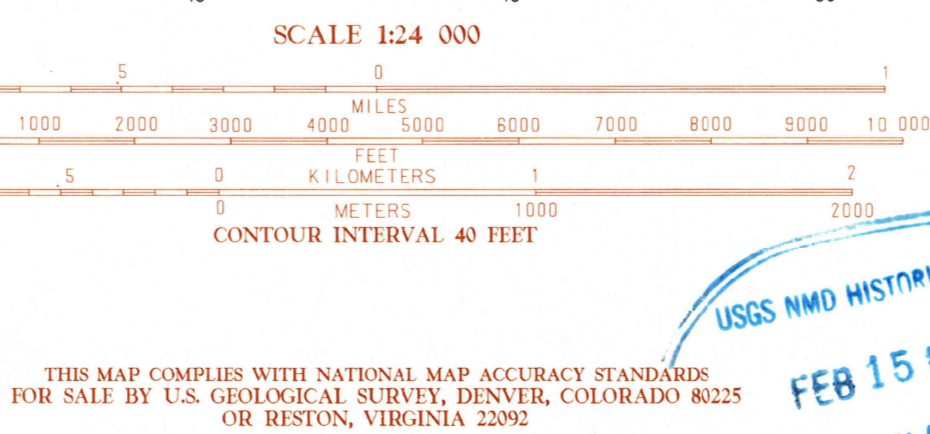 SCALE 1:24 000
.5 0 1
MILES
1000 2000 3000 4000 5000 6000 7000 8000 9000 10 000
FEET
.5 0 KILOMETERS 1 2
0 METERS 1000 2000
CONTOUR INTERVAL 40 FEET
USGS NMD HISTORI
FEB 15
THIS MAP COMPLIES WITH NATIONAL MAP ACCURACY STANDARDS
FOR SALE BY U.S. GEOLOGICAL SURVEY, DENVER, COLORADO 80225
OR RESTON, VIRGINIA 22092